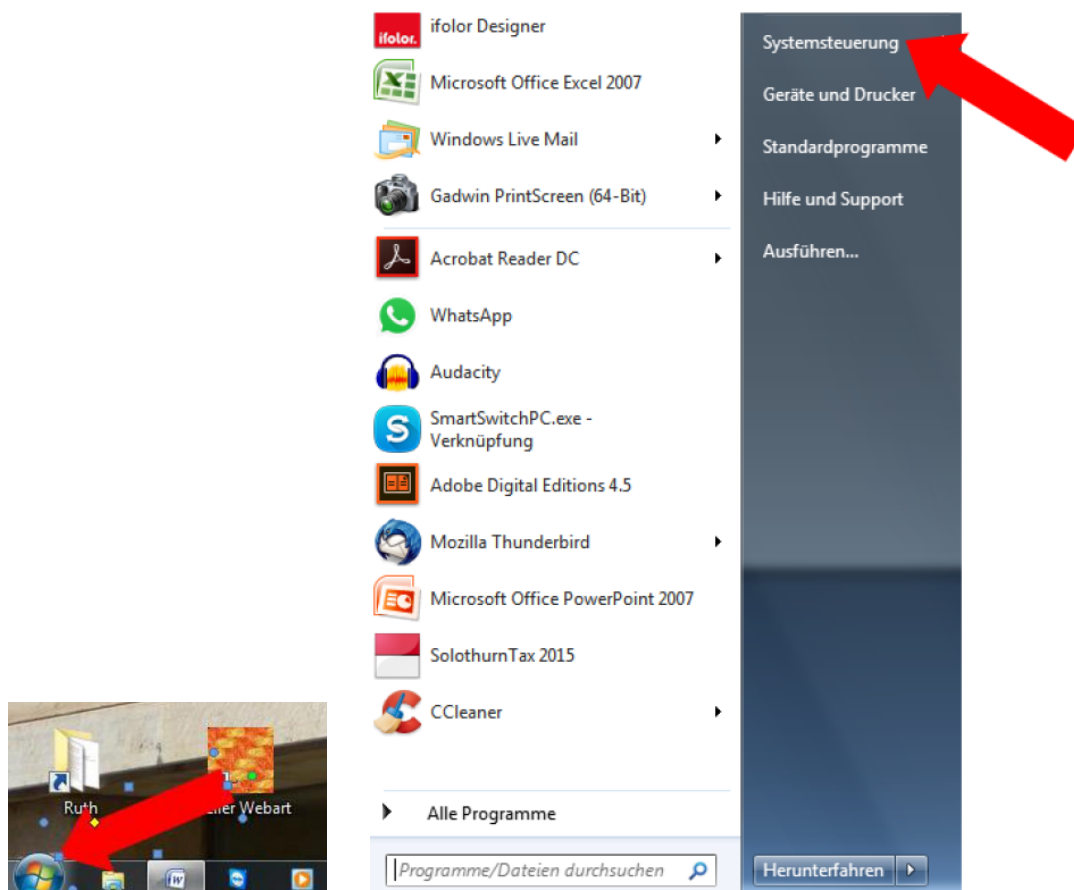 ifolor.
ifolor Designer
Microsoft Office Excel 2007
Windows Live Mail
Gadwin PrintScreen (64-Bit)
Acrobat Reader DC
WhatsApp
Audacity
SmartSwitchPC.exe -
Verknüpfung
Adobe Digital Editions 4.5
Mozilla Thunderbird
Microsoft Office PowerPoint 2007
SolothurnTax 2015
CCleaner
Alle Programme
Programme/Dateien durchsuchen
Systemsteuerung
Geräte und Drucker
Standardprogramme
Hilfe und Support
Ausführen...
Herunterfahren
Ruth
Webart